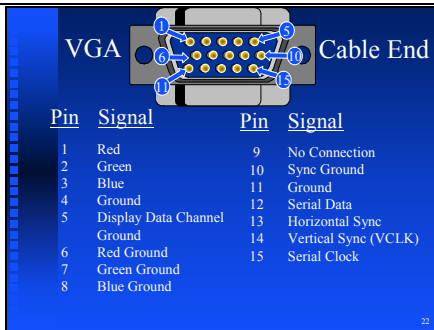 1
5
VGA
6
10
Cable End
11
15
Pin Signal
1 Red
2 Green
3 Blue
4 Ground
5 Display Data Channel
Ground
6 Red Ground
7 Green Ground
8 Blue Ground
Pin Signal
9 No Connection
10 Sync Ground
11 Ground
12 Serial Data
13 Horizontal Sync
14 Vertical Sync (VCLK)
15 Serial Clock
22